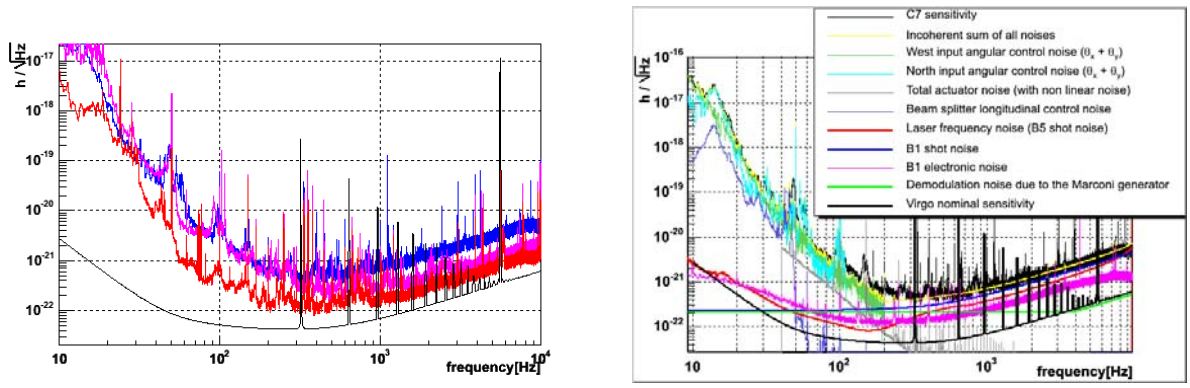 h / √Hz
10⁻¹⁷
10⁻¹⁸
10⁻¹⁹
10⁻²⁰
10⁻²¹
10⁻²²
10
10²
10³
10⁴
frequency[Hz]
h / √Hz
10⁻¹⁶
10⁻¹⁷
10⁻¹⁸
10⁻¹⁹
10⁻²⁰
10⁻²¹
10⁻²²
10
10²
10³
frequency[Hz]
C7 sensitivity
Incoherent sum of all noises
West input angular control noise (θₓ + θᵧ)
North input angular control noise (θₓ + θᵧ)
Total actuator noise (with non linear noise)
Beam splitter longitudinal control noise
Laser frequency noise (B5 shot noise)
B1 shot noise
B1 electronic noise
Demodulation noise due to the Marconi generator
Virgo nominal sensitivity